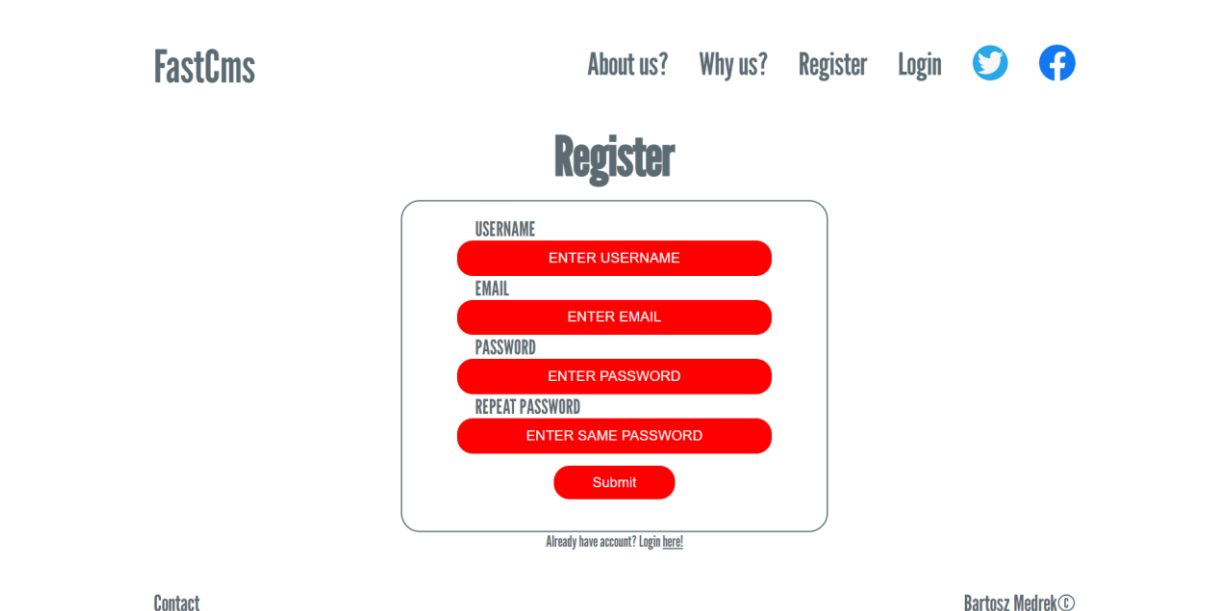 FastCms
About us? Why us? Register Login
Register
USERNAME
ENTER USERNAME
EMAIL
ENTER EMAIL
PASSWORD
ENTER PASSWORD
REPEAT PASSWORD
ENTER SAME PASSWORD
Submit
Already have account? Login here!
Contact
Bartosz Medrek©